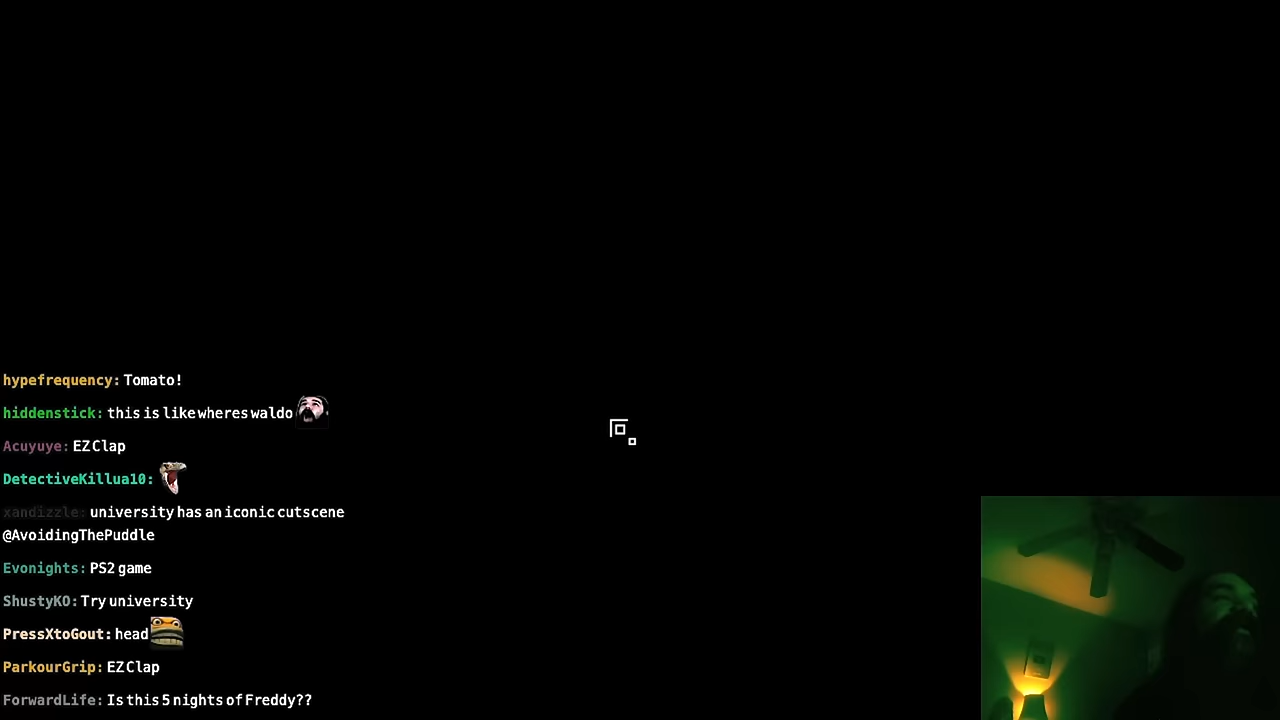 hypefrequency: Tomato!
hiddenstick: this is like wheres waldo
Acuyuye: EZ Clap
DetectiveKillua10:
xandizzle: university has an iconic cutscene
@AvoidingThePuddle
Evonights: PS2 game
ShustyKO: Try university
PressXtoGout: head
ParkourGrip: EZ Clap
ForwardLife: Is this 5 nights of Freddy??